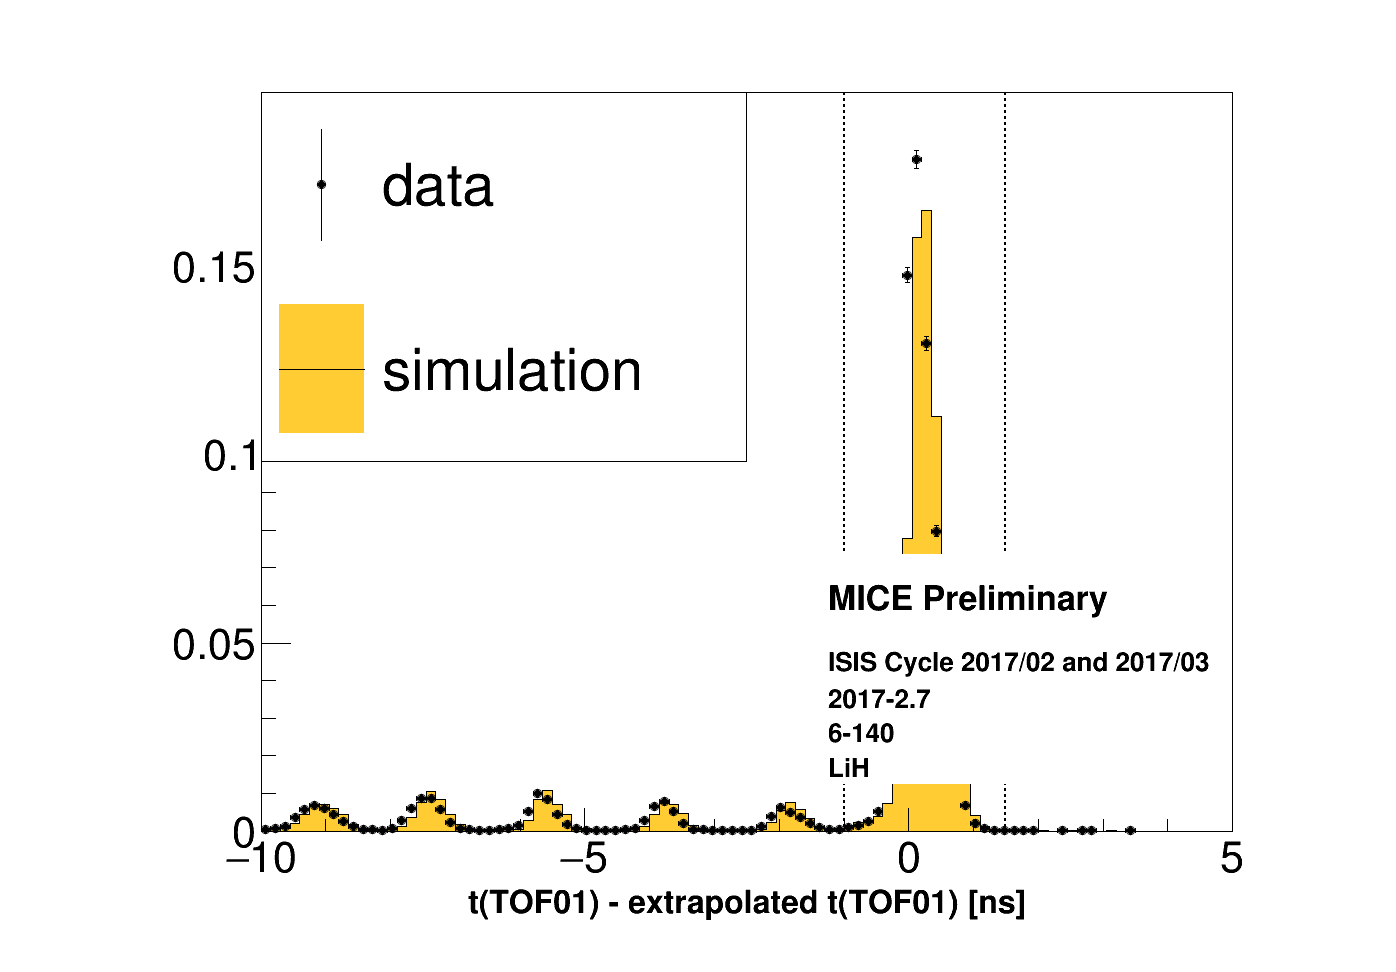 data
simulation
0.15
0.1
0.05
0
−10
−5
0
5
MICE Preliminary
ISIS Cycle 2017/02 and 2017/03
2017-2.7
6-140
LiH
t(TOF01) - extrapolated t(TOF01) [ns]